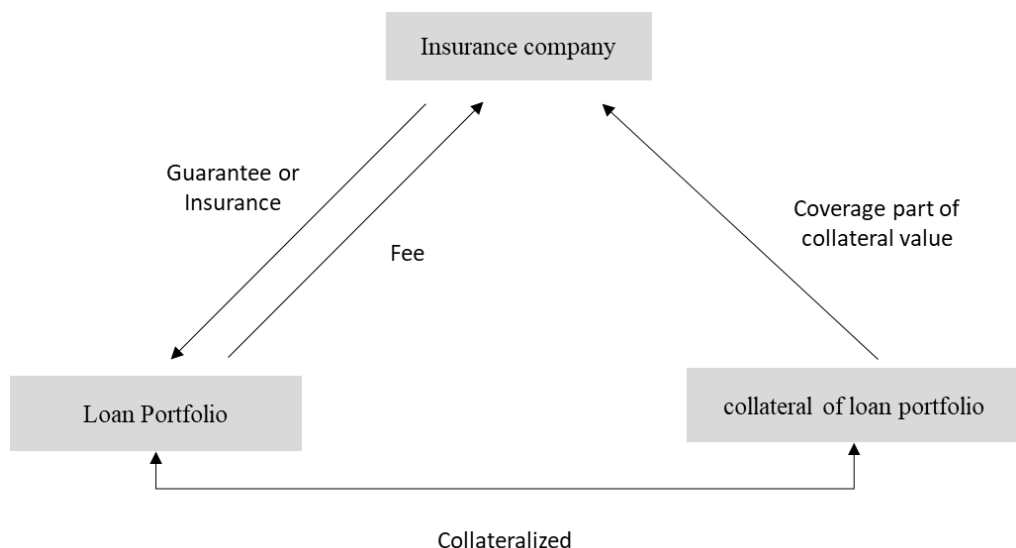 Insurance company
Guarantee or
Insurance
Fee
Coverage part of
collateral value
Loan Portfolio
collateral of loan portfolio
Collateralized